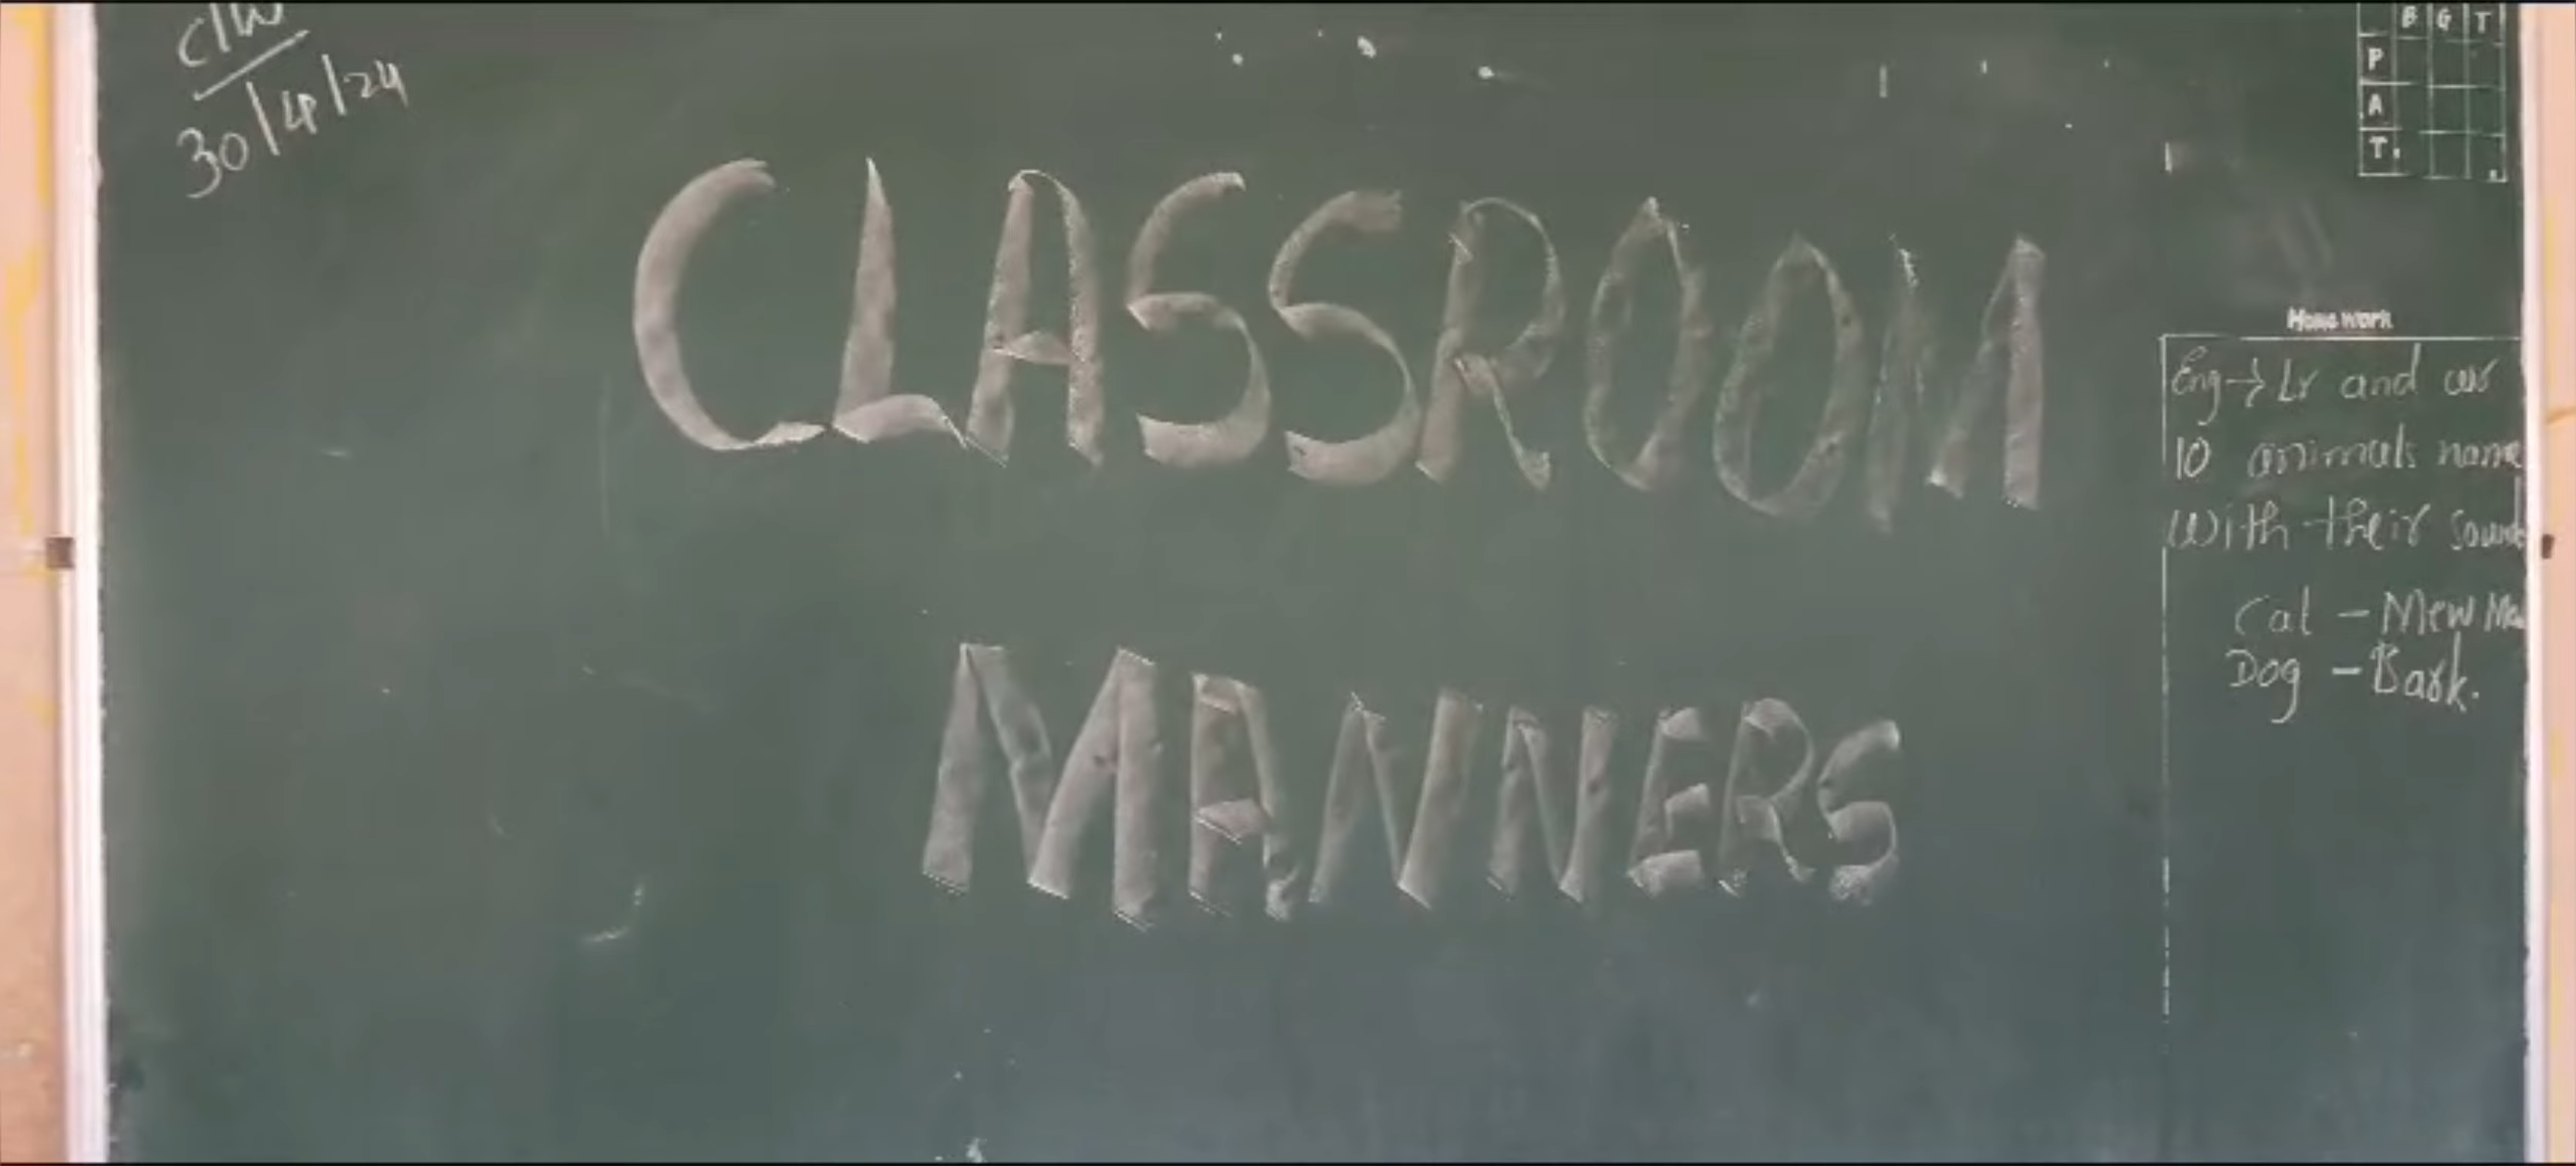 C/W
30/4/24
B G T
P
A
T
CLASSROOM
MANNERS
Home Work
Eng → Lr and wr
10 animals name
with their sound
Cat - Mew
Dog - Bark.